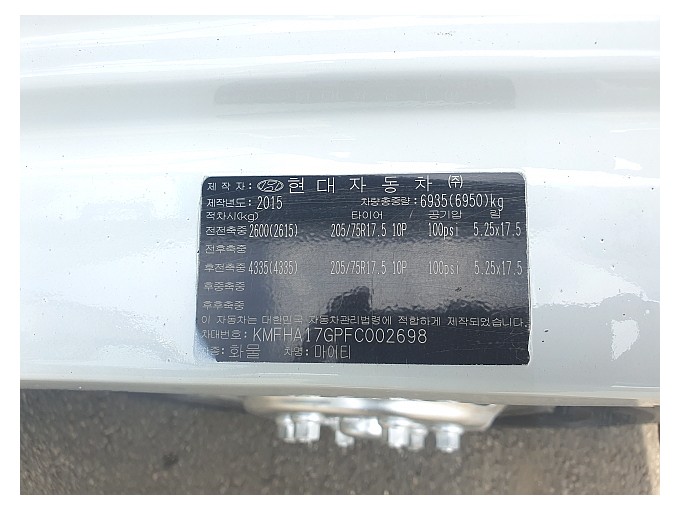 제 작 자 : 현 대 자 동 차 ㈜
제작년도: 2015 차량총중량: 6935(6950)kg
적차시(kg) 타이어 / 공기압 / 림
전전축중 2600(2615) 205/75R17.5 10P 100psi 5.25x17.5
전후축중
후전축중 4335(4335) 205/75R17.5 10P 100psi 5.25x17.5
후중축중
후후축중
이 자동차는 대한민국 자동차관리법령에 적합하게 제작되었습니다.
차대번호: KMFHA17GPFC002698
차종: 화물 차명: 마이티